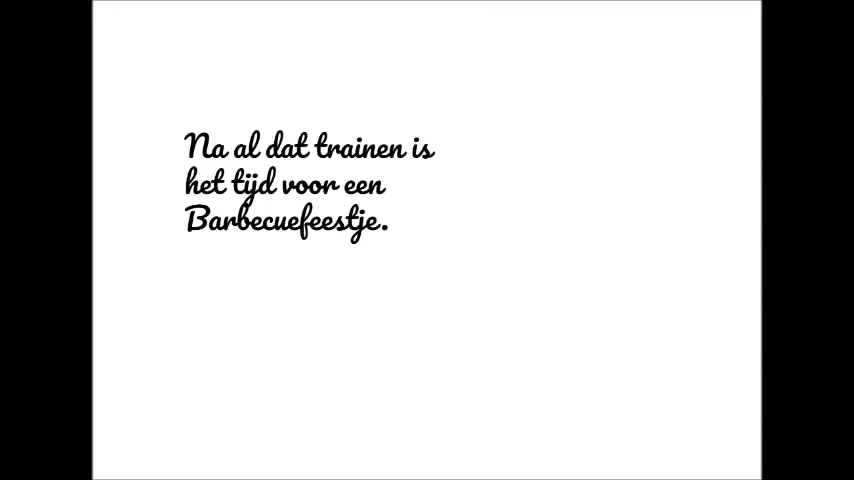 Na al dat trainen is
het tijd voor een
Barbecuefeestje.